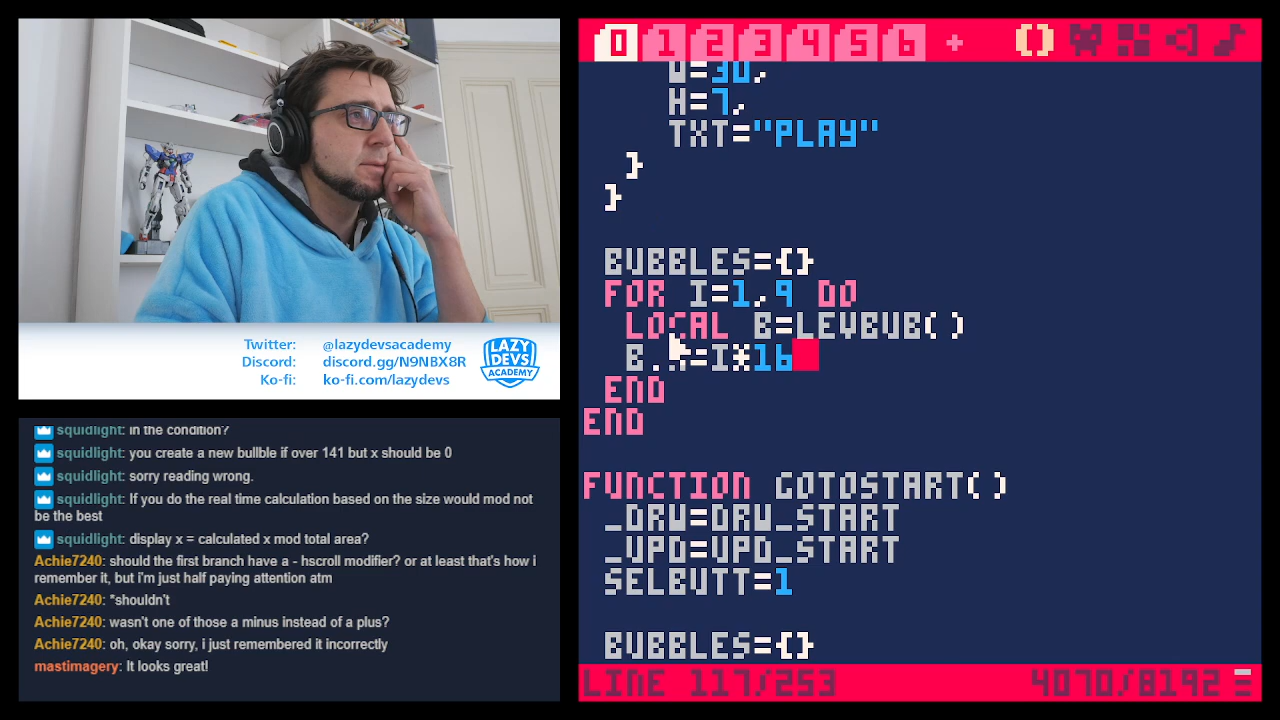 Twitter: @lazydevsacademy
Discord: discord.gg/N9NBX8R
Ko-fi: ko-fi.com/lazydevs
LAZY
DEVS
ACADEMY
squidlight: in the condition?
squidlight: you create a new bullble if over 141 but x should be 0
squidlight: sorry reading wrong.
squidlight: If you do the real time calculation based on the size would mod not
be the best
squidlight: display x = calculated x mod total area?
Achie7240: should the first branch have a - hscroll modifier? or at least that's how i
remember it, but i'm just half paying attention atm
Achie7240: *shouldn't
Achie7240: wasn't one of those a minus instead of a plus?
Achie7240: oh, okay sorry, i just remembered it incorrectly
mastimagery: It looks great!
0 1 2 3 4 5 6 + ()
=30,
H=7,
TXT="PLAY"
}
}
BUBBLES={}
FOR I=1,9 DO
LOCAL B=LEVBUB()
=I*16
END
END
FUNCTION GOTOSTART()
_DRW=DRW_START
_UPD=UPD_START
SELBUTT=1
BUBBLES={}
LINE 117/253 4070/8192